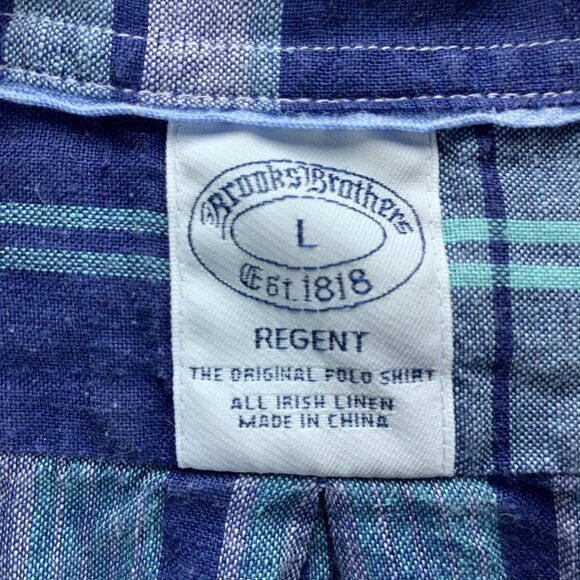 Brooks Brothers
L
Est. 1818
REGENT
THE ORIGINAL POLO SHIRT
ALL IRISH LINEN
MADE IN CHINA